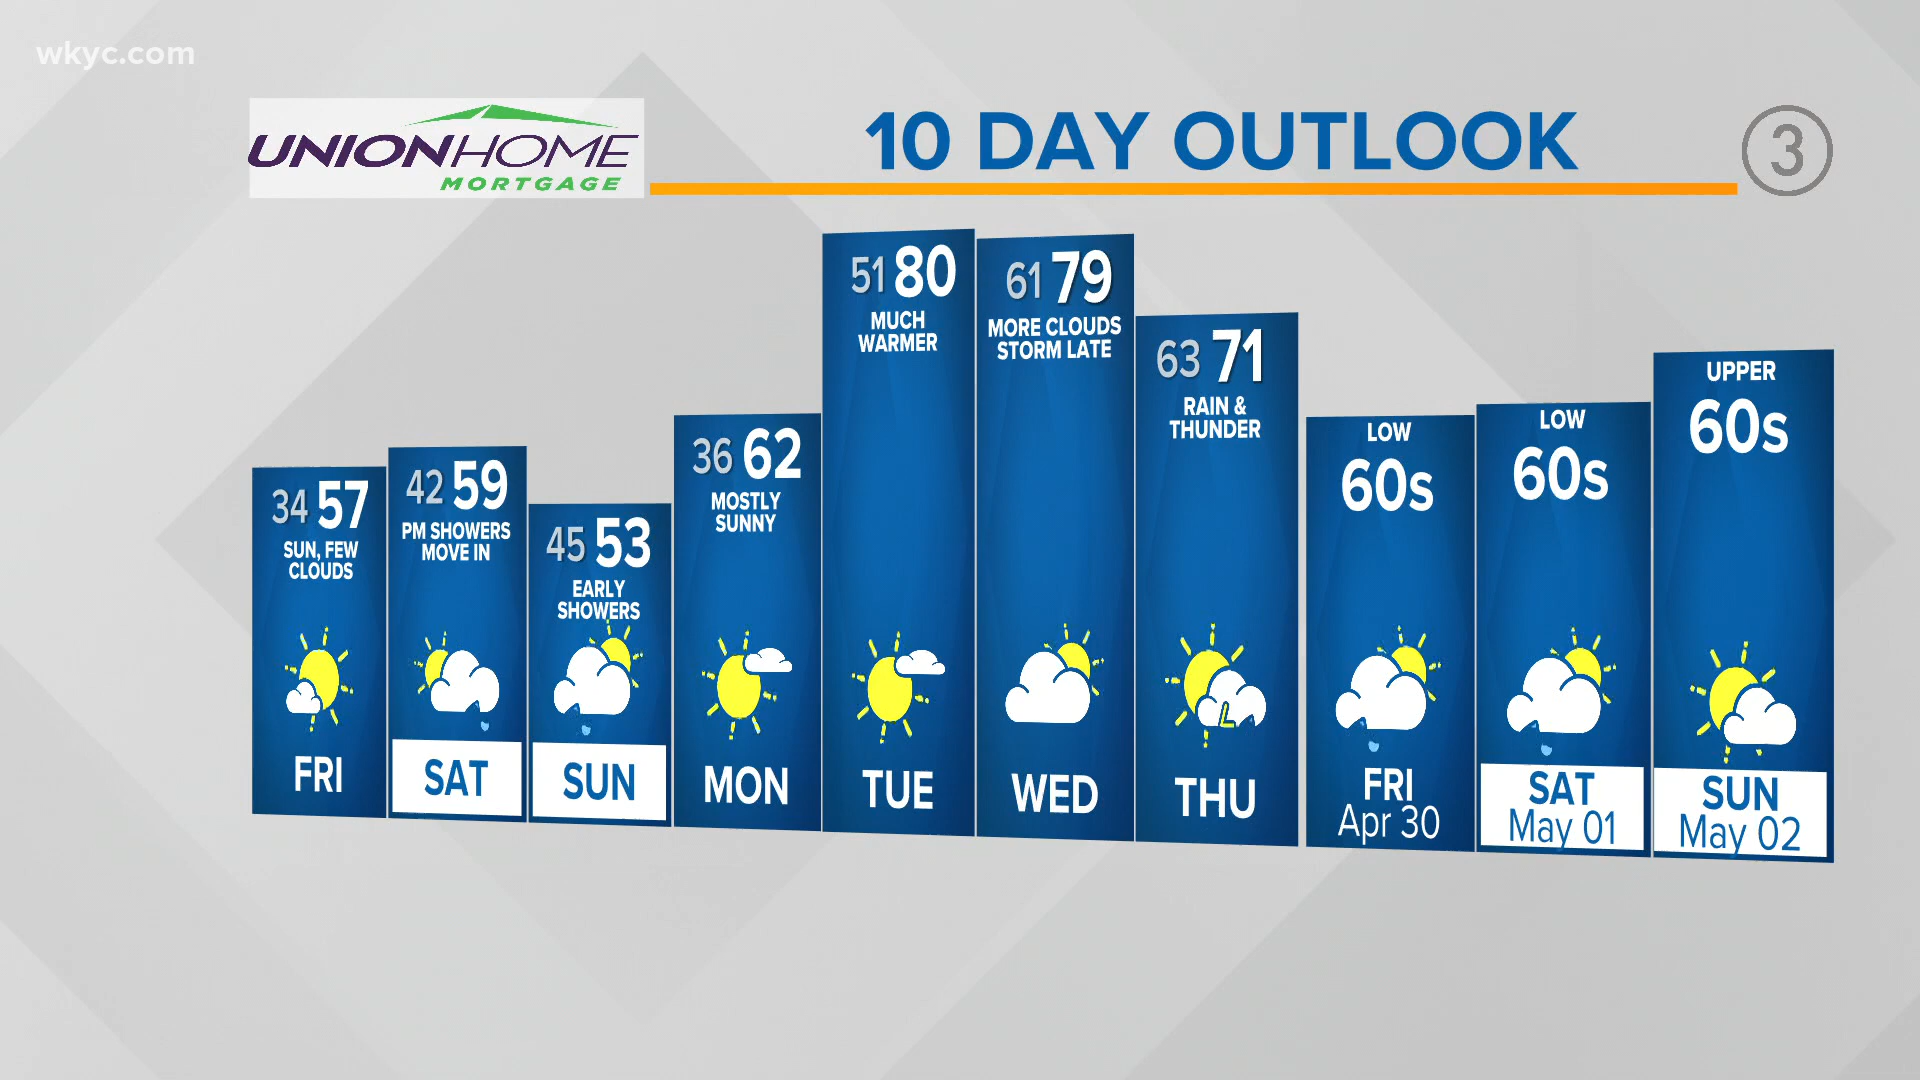 wkyc.com
UNIONHOME
MORTGAGE
10 DAY OUTLOOK
3
34 57
SUN, FEW
CLOUDS
FRI
42 59
PM SHOWERS
MOVE IN
SAT
45 53
EARLY
SHOWERS
SUN
36 62
MOSTLY
SUNNY
MON
51 80
MUCH
WARMER
TUE
61 79
MORE CLOUDS
STORM LATE
WED
63 71
RAIN &
THUNDER
THU
LOW
60s
FRI
Apr 30
LOW
60s
SAT
May 01
UPPER
60s
SUN
May 02